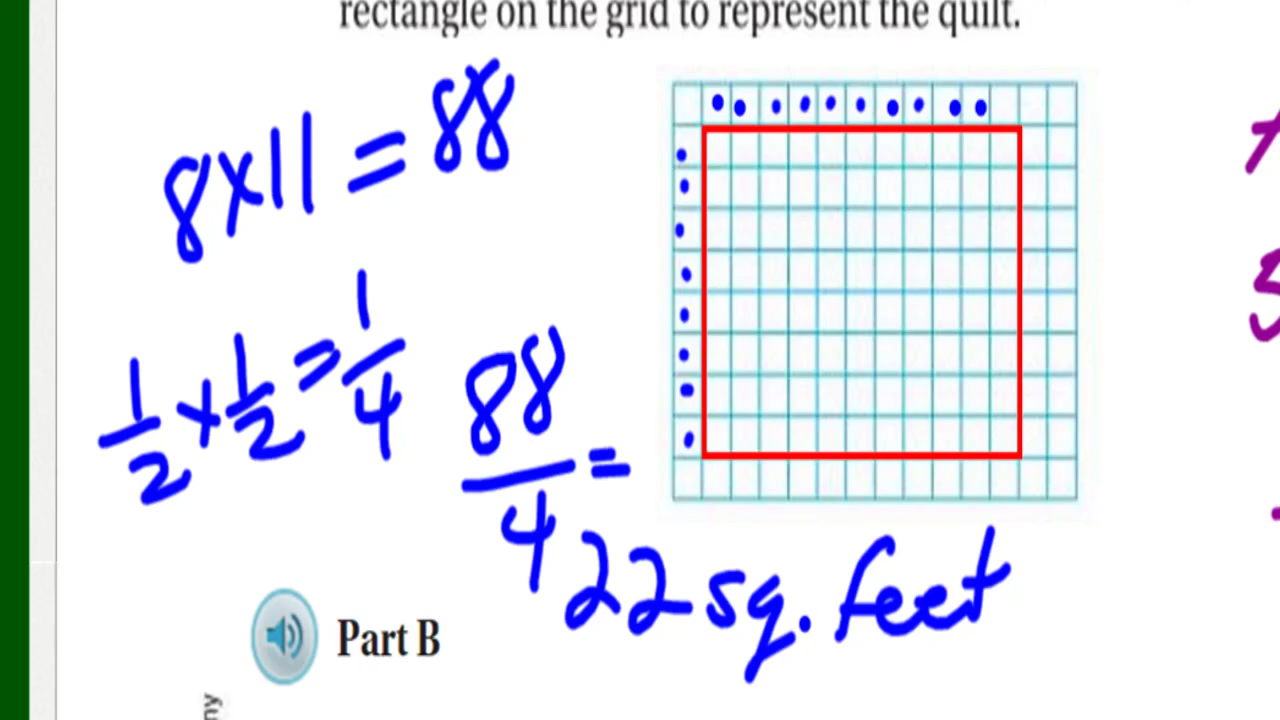 rectangle on the grid to represent the quilt.
8x11 = 88
1/2 x 1/2 = 1/4
88/4 =
22 sq. feet
Part B
ny